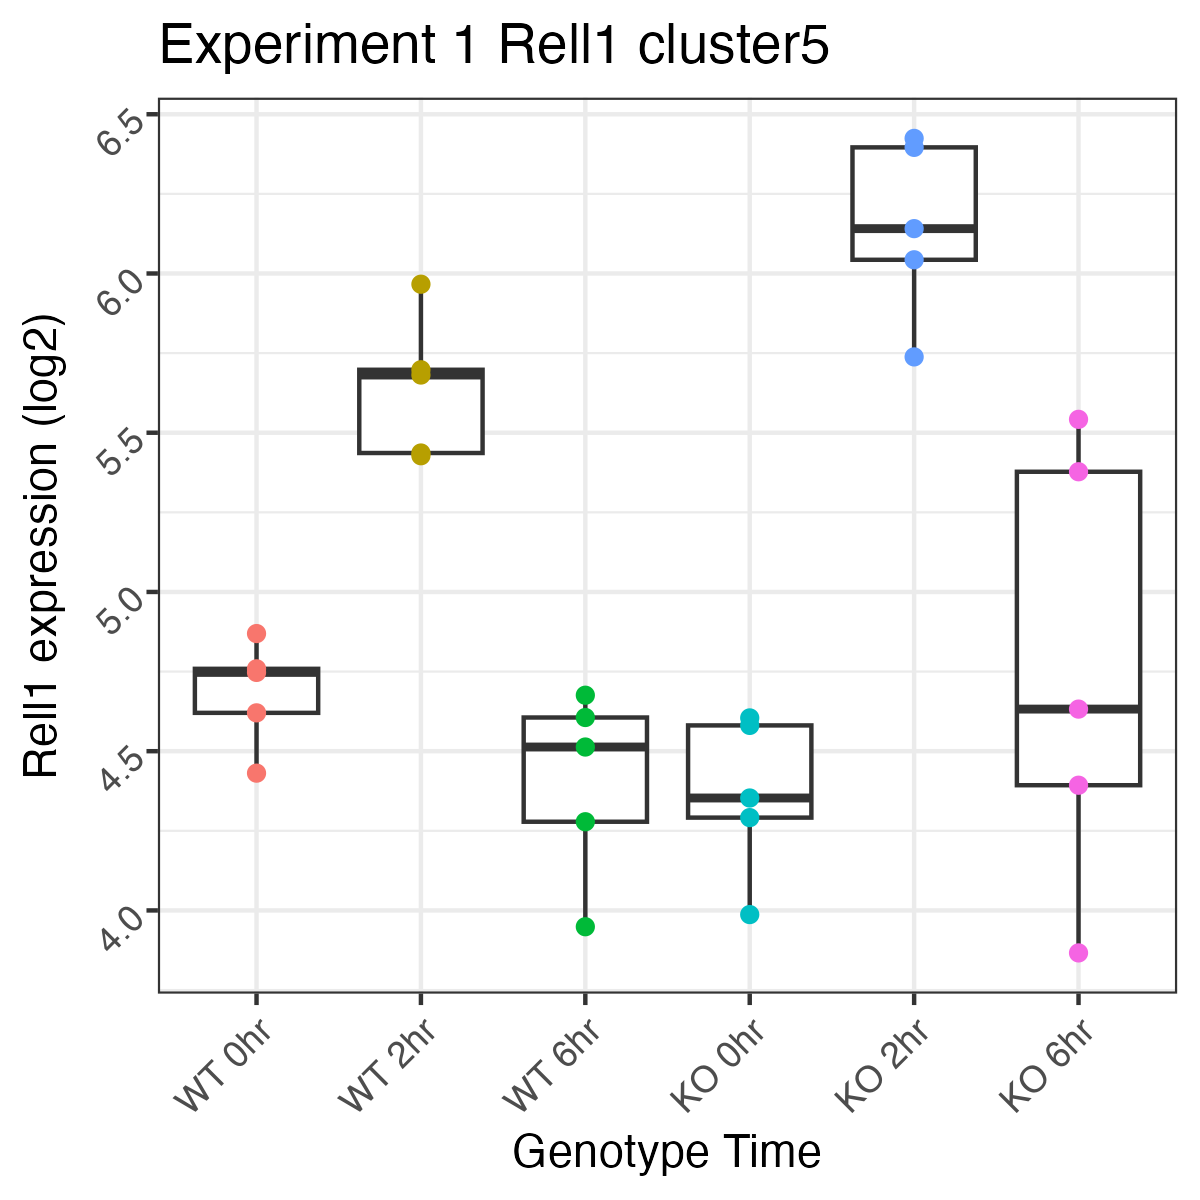 Experiment 1 Rell1 cluster5
Rell1 expression (log2)
6.5
6.0
5.5
5.0
4.5
4.0
WT 0hr
WT 2hr
WT 6hr
KO 0hr
KO 2hr
KO 6hr
Genotype Time